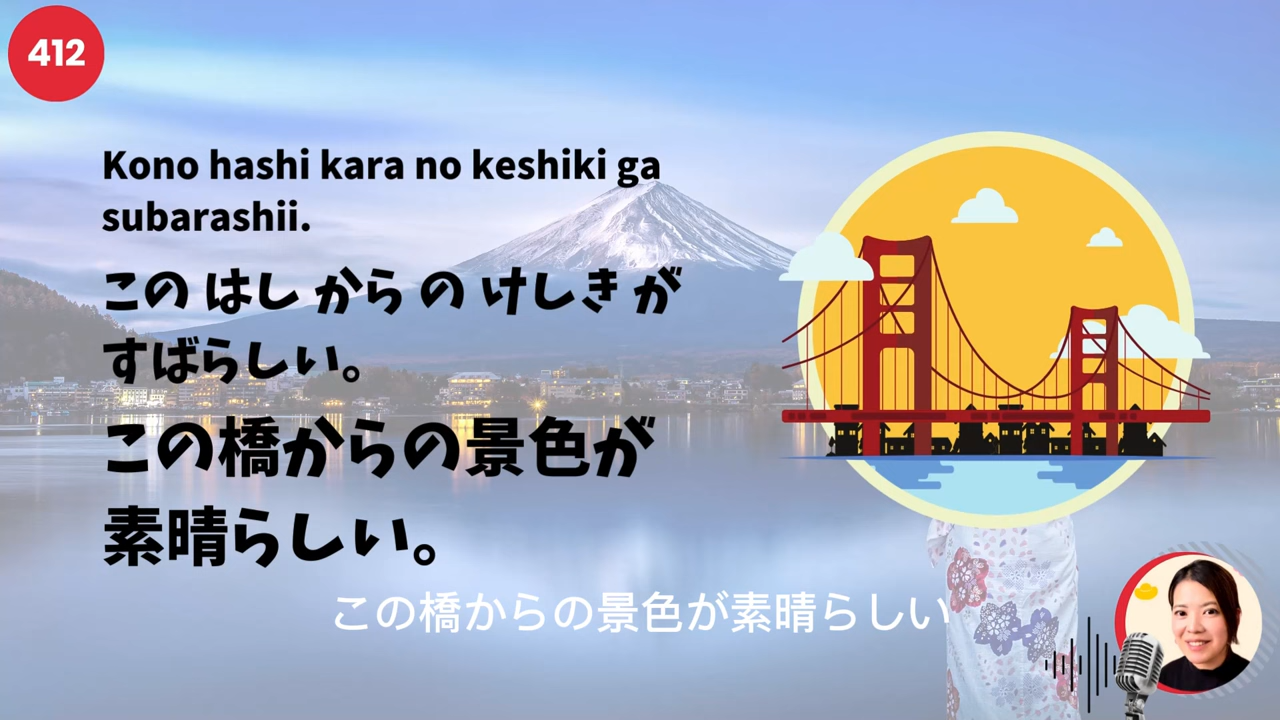 412
Kono hashi kara no keshiki ga
subarashii.
この はし から の けしき が
すばらしい。
この橋からの景色が
素晴らしい。
この橋からの景色が素晴らしい